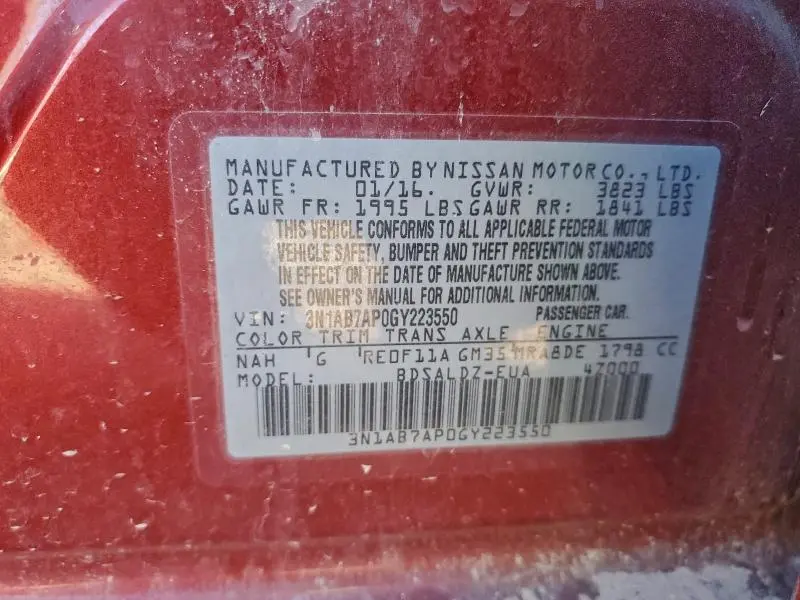 MANUFACTURED BY NISSAN MOTOR CO., LTD.
DATE: 01/16. GVWR: 3823 LBS
GAWR FR: 1995 LBS GAWR RR: 1841 LBS
THIS VEHICLE CONFORMS TO ALL APPLICABLE FEDERAL MOTOR
VEHICLE SAFETY, BUMPER AND THEFT PREVENTION STANDARDS
IN EFFECT ON THE DATE OF MANUFACTURE SHOWN ABOVE.
SEE OWNER'S MANUAL FOR ADDITIONAL INFORMATION.
VIN: 3N1AB7AP0GY223550 PASSENGER CAR.
COLOR TRIM TRANS AXLE ENGINE
NAH G RE0F11A GM35 MRA8DE 1798 CC
MODEL: BDSALDZ-EUA 47000
3N1AB7AP0GY223550